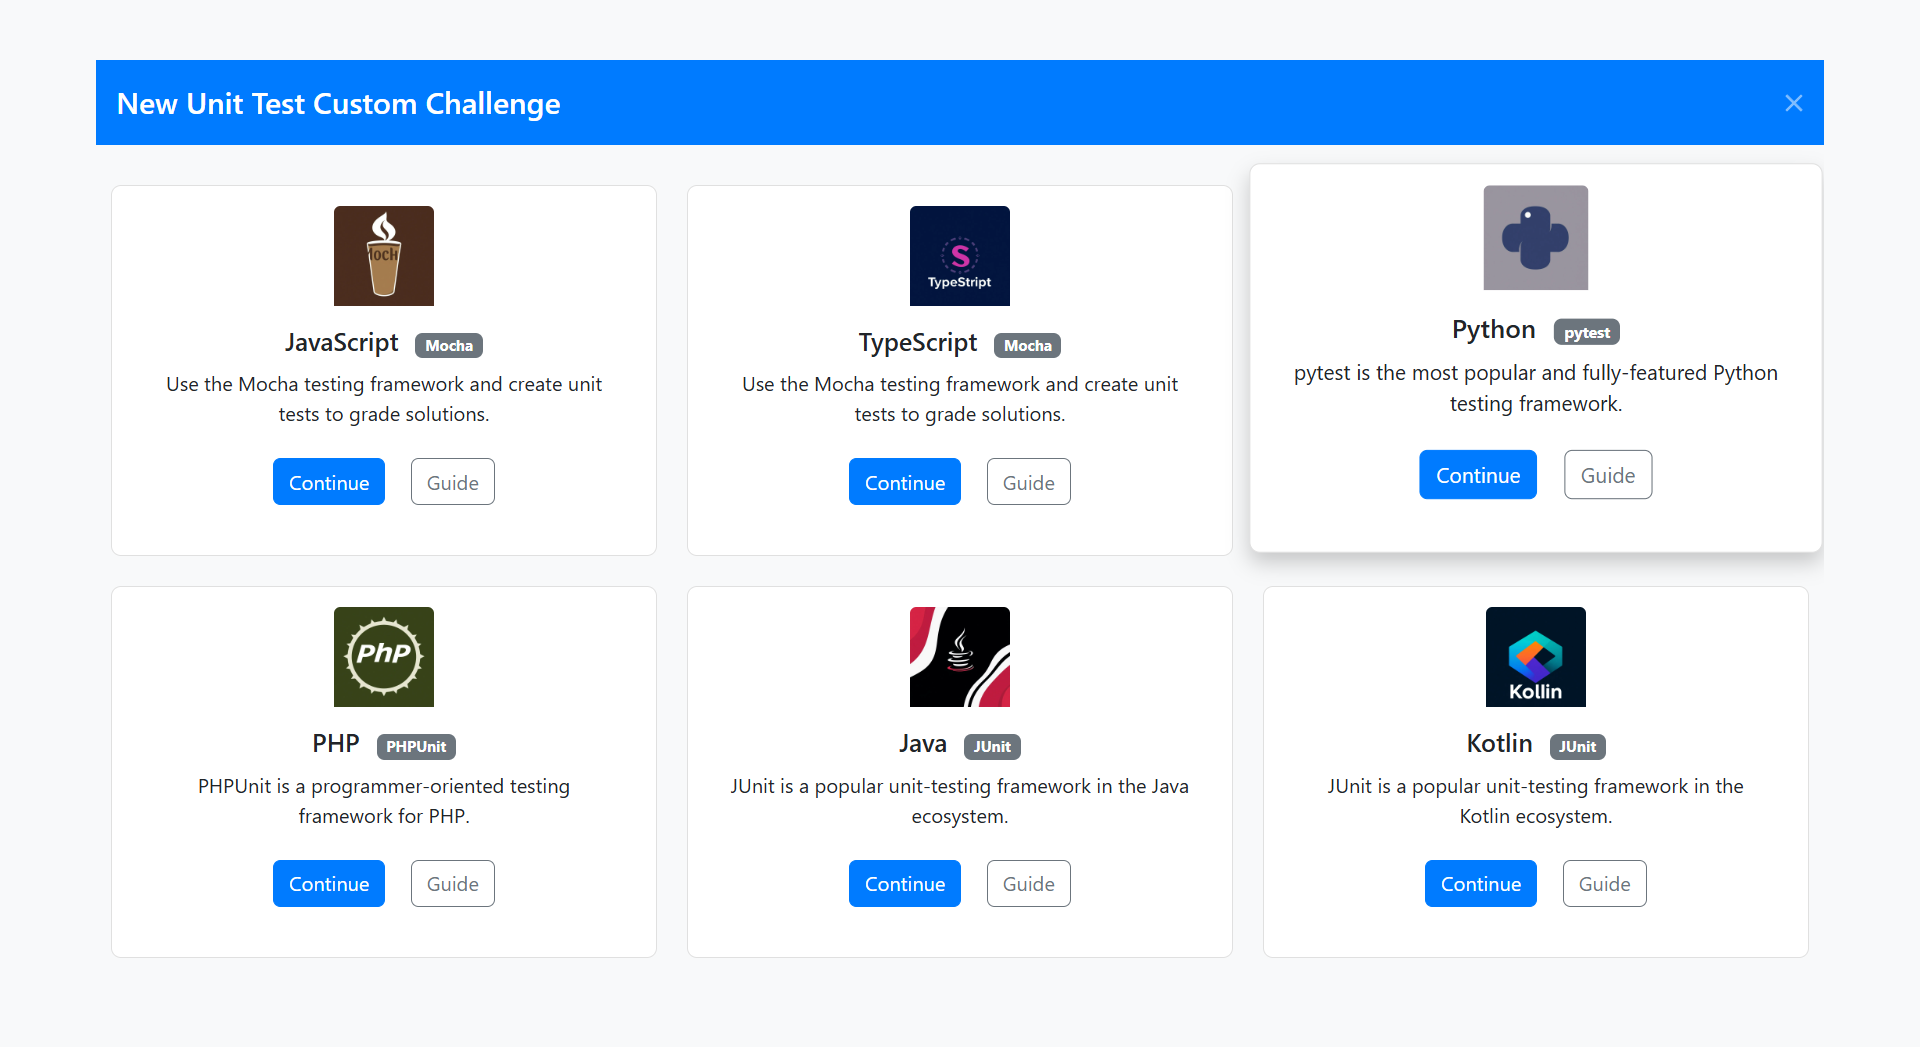 New Unit Test Custom Challenge
MocH
JavaScript Mocha
Use the Mocha testing framework and create unit
tests to grade solutions.
Continue Guide
S
TypeStript
TypeScript Mocha
Use the Mocha testing framework and create unit
tests to grade solutions.
Continue Guide
Python pytest
pytest is the most popular and fully-featured Python
testing framework.
Continue Guide
PhP
PHP PHPUnit
PHPUnit is a programmer-oriented testing
framework for PHP.
Continue Guide
Java JUnit
JUnit is a popular unit-testing framework in the Java
ecosystem.
Continue Guide
Kollin
Kotlin JUnit
JUnit is a popular unit-testing framework in the
Kotlin ecosystem.
Continue Guide